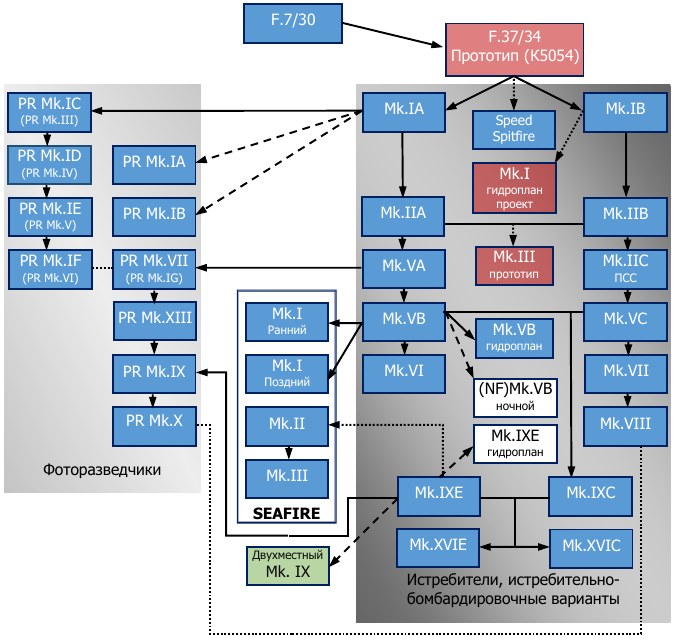 F.7/30
F.37/34
Прототип (K5054)
PR Mk.IC
(PR Mk.III)
PR Mk.ID
(PR Mk.IV)
PR Mk.IE
(PR Mk.V)
PR Mk.IF
(PR Mk.VI)
PR Mk.IA
PR Mk.IB
PR Mk.VII
(PR Mk.IG)
PR Mk.XIII
PR Mk.IX
PR Mk.X
Фоторазведчики
Mk.I
Ранний
Mk.I
Поздний
Mk.II
Mk.III
SEAFIRE
Двухместный
Mk. IX
Mk.IA
Speed
Spitfire
Mk.IB
Mk.I
гидроплан
проект
Mk.IIA
Mk.IIB
Mk.III
прототип
Mk.VA
Mk.IIC
ПСС
Mk.VB
Mk.VB
гидроплан
Mk.VC
Mk.VI
(NF)Mk.VB
ночной
Mk.VII
Mk.IXE
гидроплан
Mk.VIII
Mk.IXE
Mk.IXC
Mk.XVIE
Mk.XVIC
Истребители, истребительно-
бомбардировочные варианты